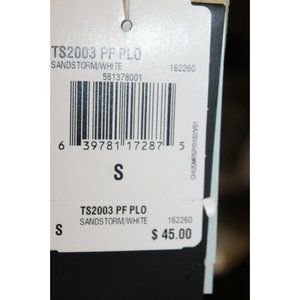 TS2003 PF PLO
SANDSTORM/WHITE 162260
581378001
6 39781 17287 5
S
TS2003 PF PLO
S SANDSTORM/WHITE 162260
$ 45.00